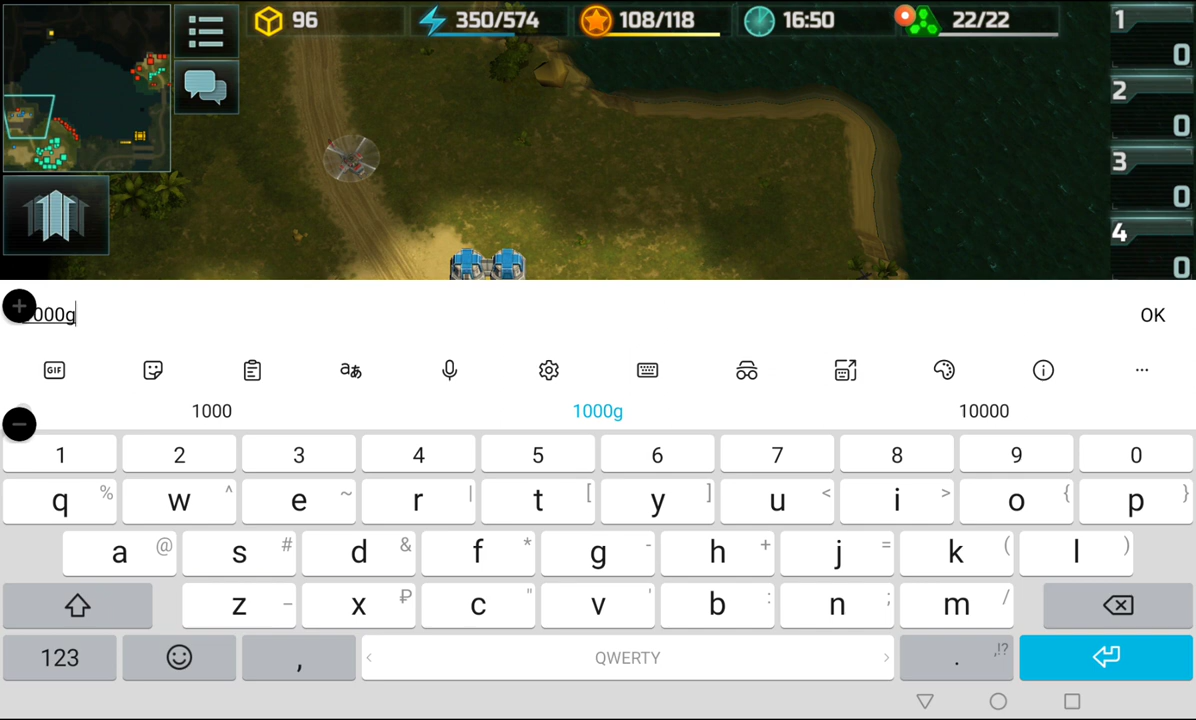 96 350/574 108/118 16:50 22/22
1
0
2
0
3
0
4
0
000g OK
GIF
1000 1000g 10000
1 2 3 4 5 6 7 8 9 0
q % w ^ e ~ r | t [ y ] u < i > o { p }
a @ s # d & f * g - h + j = k ( l )
z _ x ₽ c " v ' b : n ; m /
123 , < QWERTY > . ,!?